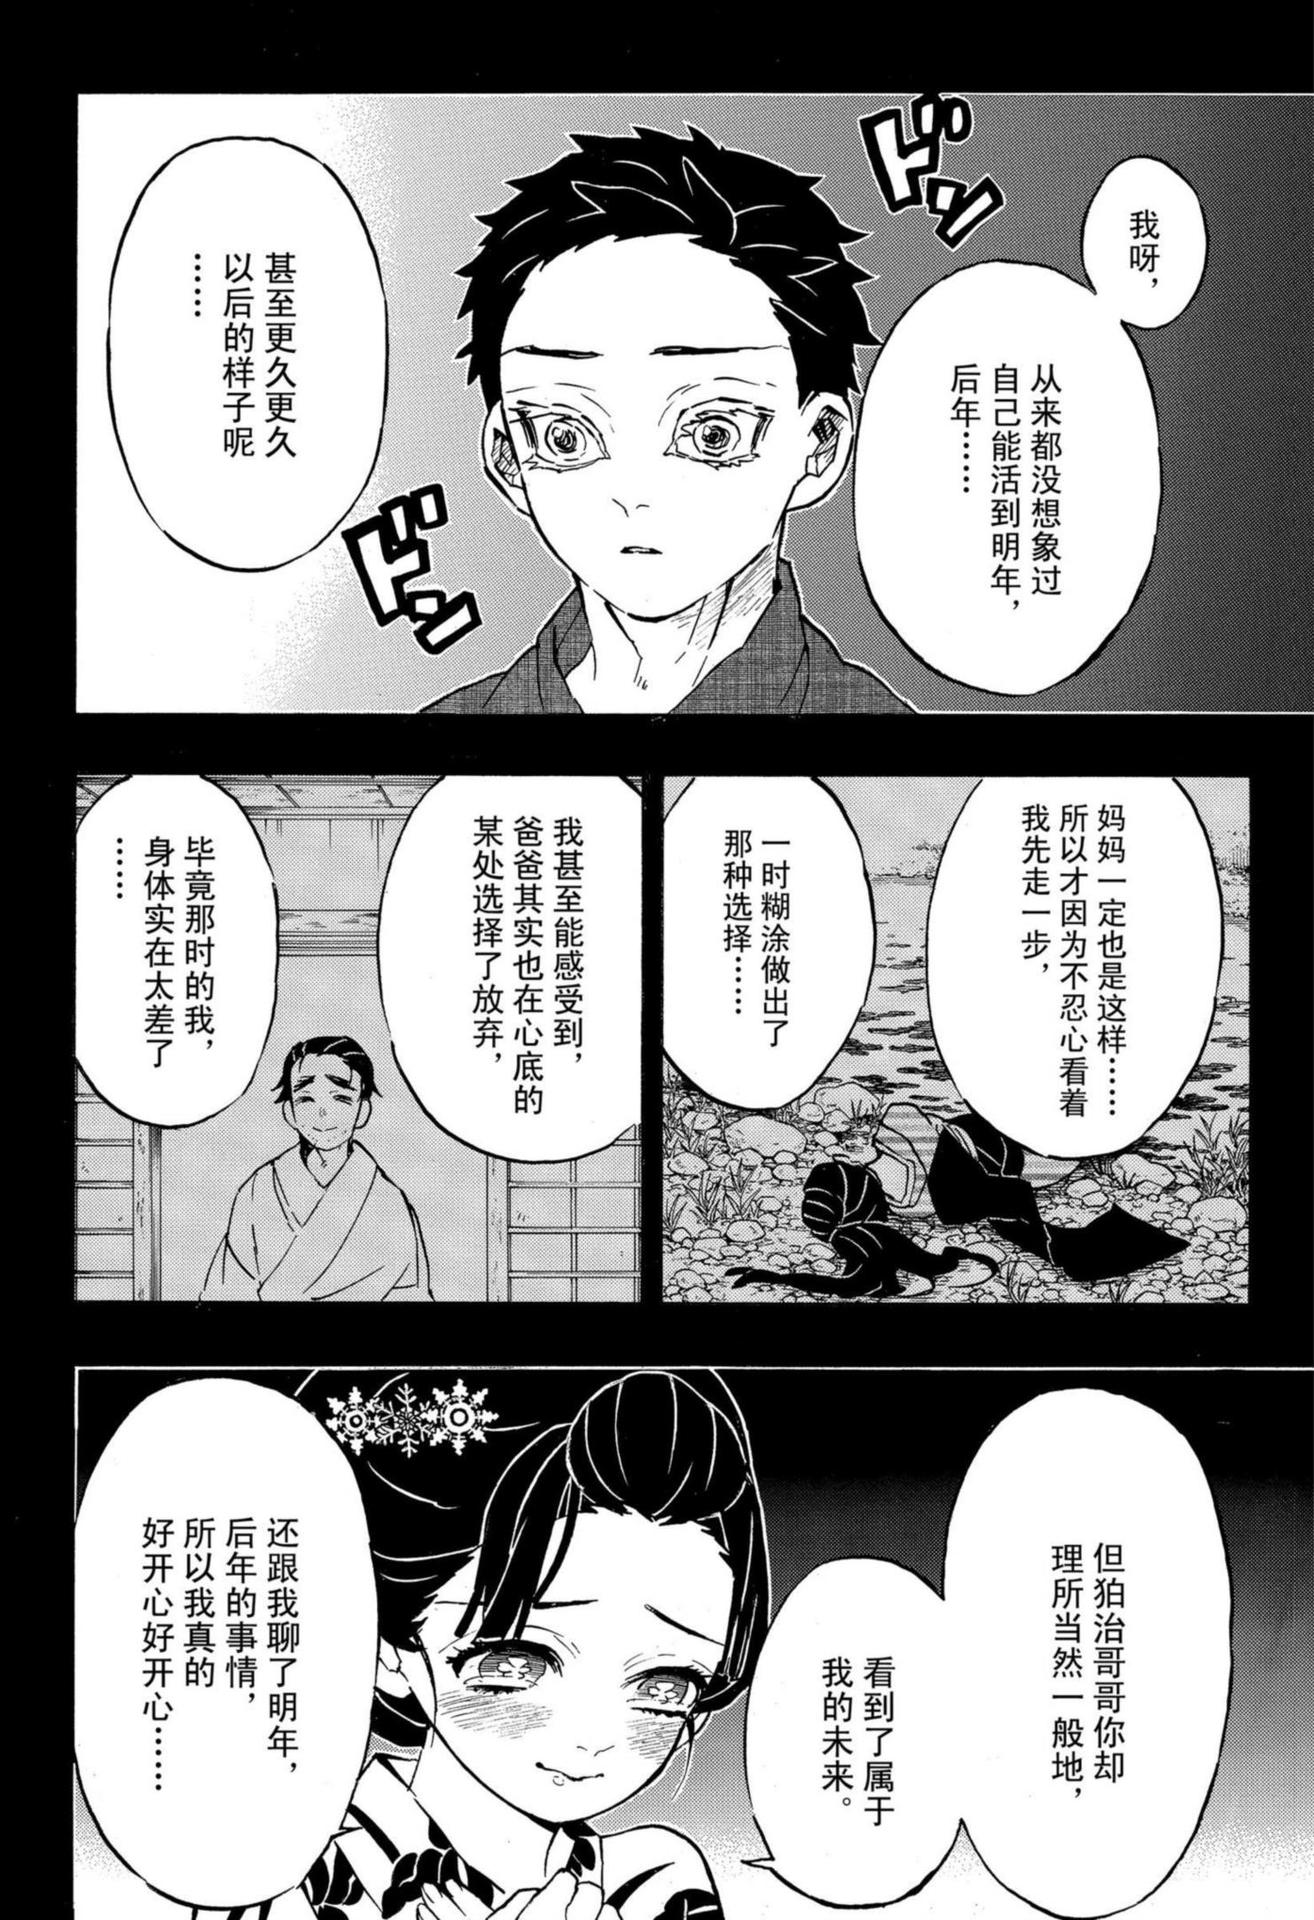 我呀，
从来都没想象过
自己能活到明年，
后年……
ドドン
甚至更久更久
以后的样子呢
……
ドドン
妈妈一定也是这样……
所以才因为不忍心看着
我先走一步，
一时糊涂做出了
那种选择……
我甚至能感受到，
爸爸其实也在心底的
某处选择了放弃，
毕竟那时的我，
身体实在太差了
……
但狛治哥哥你却
理所当然一般地，
看到了属于
我的未来。
还跟我聊了明年，
后年的事情，
所以我真的
好开心好开心……